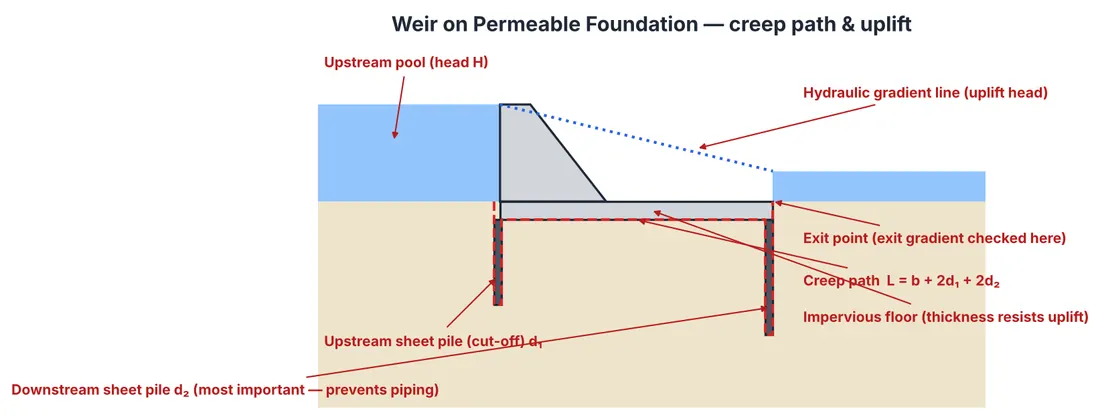 Weir on Permeable Foundation — creep path & uplift
Upstream pool (head H)
Hydraulic gradient line (uplift head)
Exit point (exit gradient checked here)
Creep path L = b + 2d₁ + 2d₂
Impervious floor (thickness resists uplift)
Upstream sheet pile (cut-off) d₁
Downstream sheet pile d₂ (most important — prevents piping)